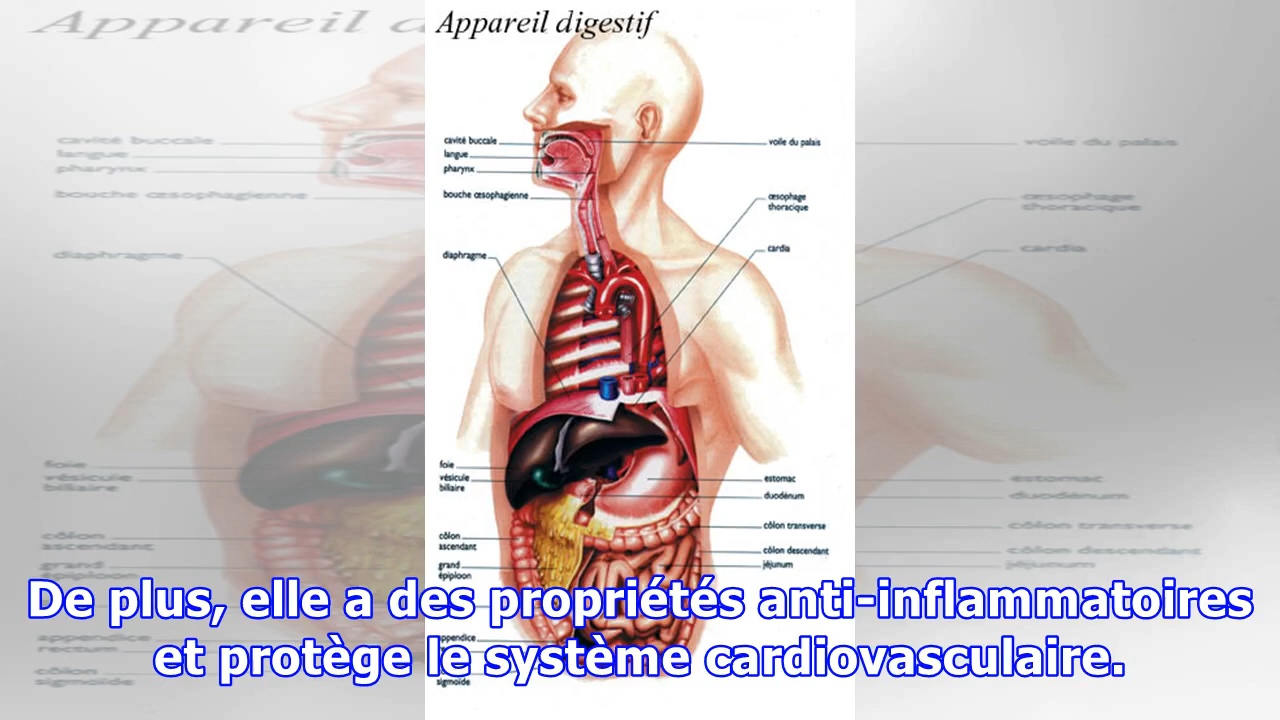 Appareil digestif
cavité buccale
langue
pharynx
bouche œsophagienne
diaphragme
voile du palais
œsophage
thoracique
cardia
foie
vésicule
biliaire
côlon
ascendant
grand
épiploon
estomac
duodénum
côlon transverse
côlon descendant
jéjunum
De plus, elle a des propriétés anti-inflammatoires
et protège le système cardiovasculaire.
appendice
rectum
côlon
sigmoïde